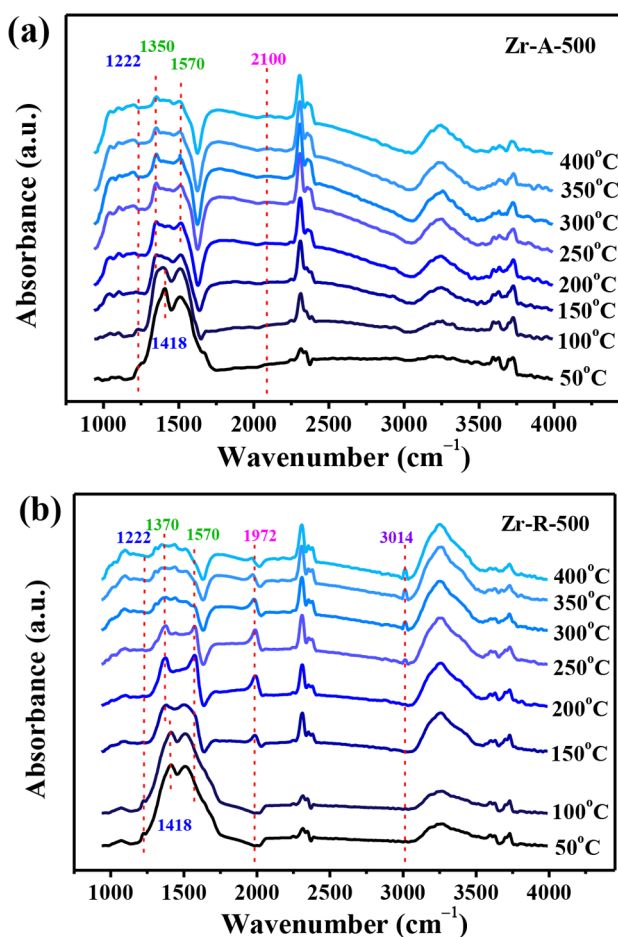 (a)
Zr-A-500
1222 1350 1570 2100
1418
400°C
350°C
300°C
250°C
200°C
150°C
100°C
50°C
Absorbance (a.u.)
1000 1500 2000 2500 3000 3500 4000
Wavenumber (cm⁻¹)
(b)
Zr-R-500
1222 1370 1570 1972 3014
1418
400°C
350°C
300°C
250°C
200°C
150°C
100°C
50°C
Absorbance (a.u.)
1000 1500 2000 2500 3000 3500 4000
Wavenumber (cm⁻¹)